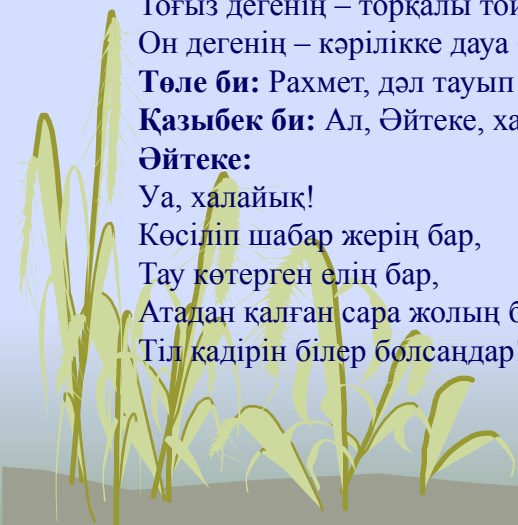 Тоғыз дегенің – торқалы той
Он дегенің – кәрілікке дауа
Төле би: Рахмет, дәл тауып
Қазыбек би: Ал, Әйтеке, ха
Әйтеке:
Уа, халайық!
Көсіліп шабар жерің бар,
Тау көтерген елің бар,
Атадан қалған сара жолың б
Тіл қадірін білер болсаңдар